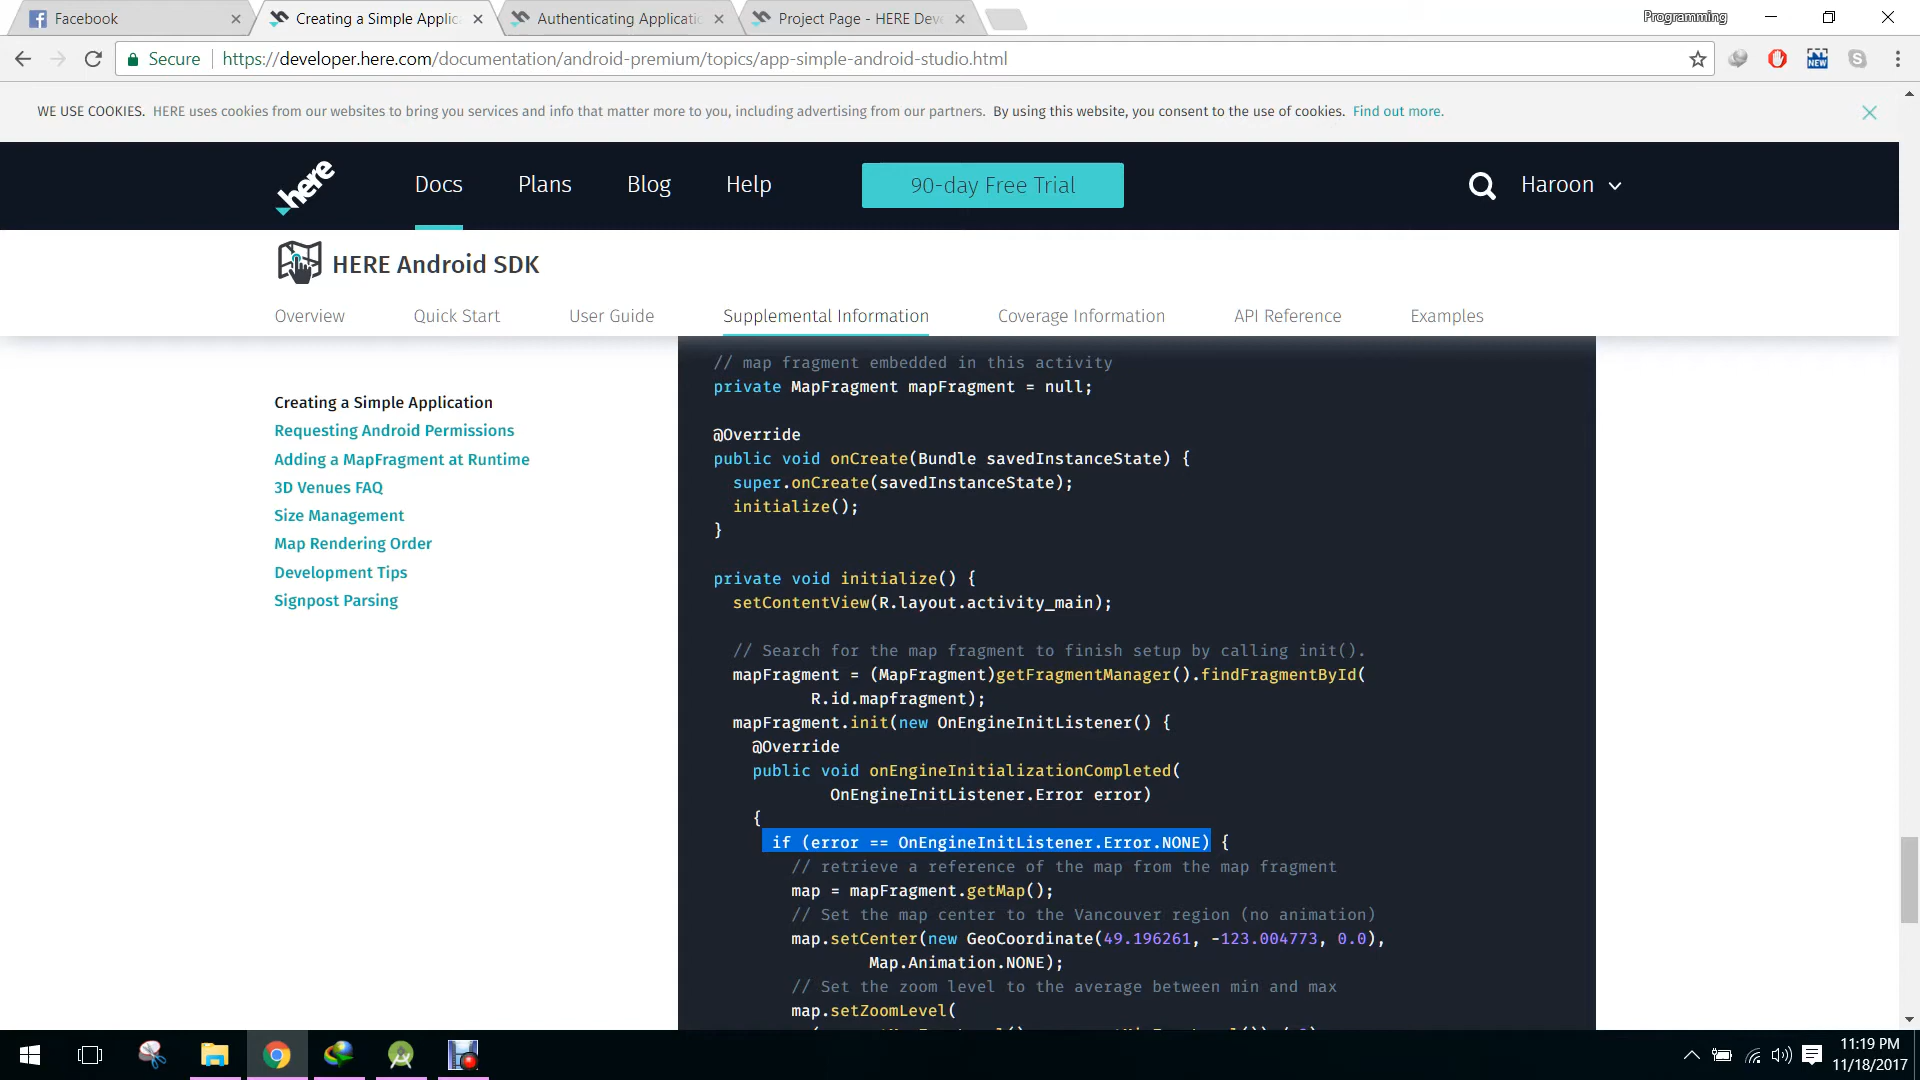 Facebook
Creating a Simple Applic
Authenticating Applicati
Project Page - HERE Deve
Programming
Secure
https://developer.here.com/documentation/android-premium/topics/app-simple-android-studio.html
NEW
WE USE COOKIES. HERE uses cookies from our websites to bring you services and info that matter more to you, including advertising from our partners. By using this website, you consent to the use of cookies. Find out more.
here
Docs
Plans
Blog
Help
90-day Free Trial
Haroon
HERE Android SDK
Overview
Quick Start
User Guide
Supplemental Information
Coverage Information
API Reference
Examples
Creating a Simple Application
Requesting Android Permissions
Adding a MapFragment at Runtime
3D Venues FAQ
Size Management
Map Rendering Order
Development Tips
Signpost Parsing
// map fragment embedded in this activity
private MapFragment mapFragment = null;
@Override
public void onCreate(Bundle savedInstanceState) {
super.onCreate(savedInstanceState);
initialize();
}
private void initialize() {
setContentView(R.layout.activity_main);
// Search for the map fragment to finish setup by calling init().
mapFragment = (MapFragment)getFragmentManager().findFragmentById(
R.id.mapfragment);
mapFragment.init(new OnEngineInitListener() {
@Override
public void onEngineInitializationCompleted(
OnEngineInitListener.Error error)
{
if (error == OnEngineInitListener.Error.NONE) {
// retrieve a reference of the map from the map fragment
map = mapFragment.getMap();
// Set the map center to the Vancouver region (no animation)
map.setCenter(new GeoCoordinate(49.196261, -123.004773, 0.0),
Map.Animation.NONE);
// Set the zoom level to the average between min and max
map.setZoomLevel(
11:19 PM
11/18/2017